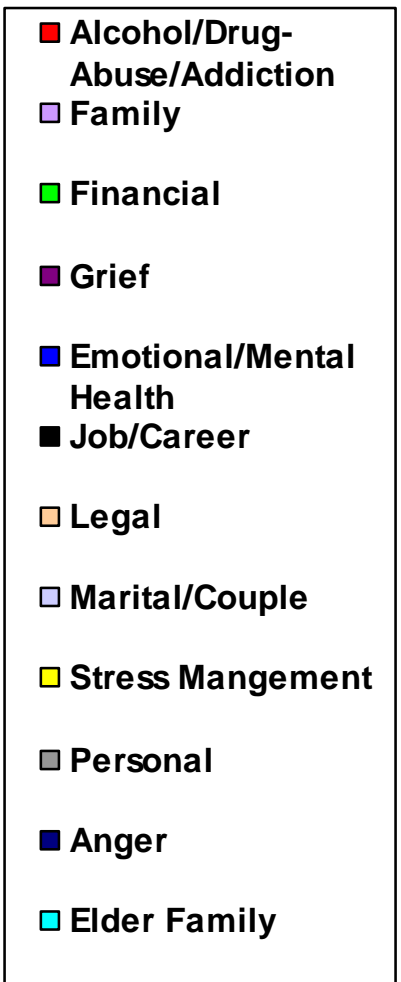 Alcohol/Drug-
Abuse/Addiction
Family
Financial
Grief
Emotional/Mental
Health
Job/Career
Legal
Marital/Couple
Stress Mangement
Personal
Anger
Elder Family